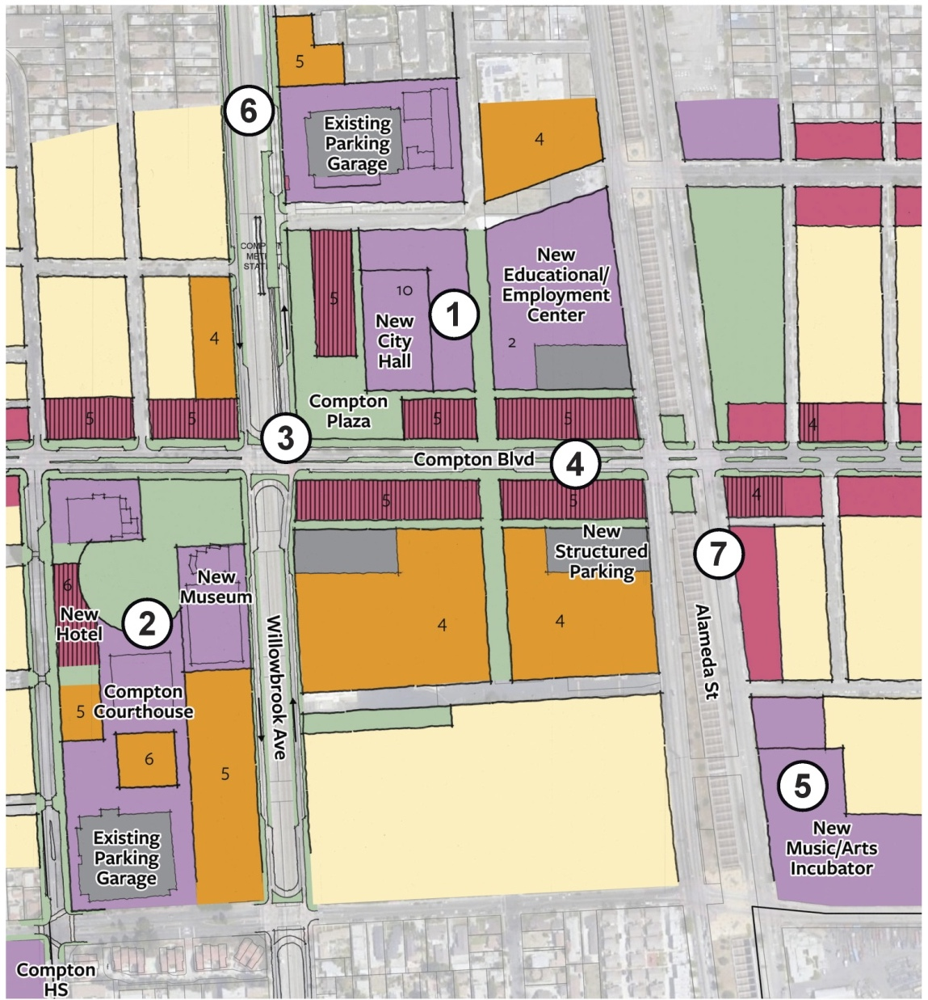 5
6
Existing
Parking
Garage
4
COMPT
METR
STATI
5
10
New
City
Hall
1
New
Educational/
Employment
Center
2
4
Compton
Plaza
5
5
5
5
4
3
Compton Blvd
4
5
5
4
New
Structured
Parking
7
6
New
Hotel
2
New
Museum
4
4
Willowbrook Ave
Alameda St
Compton
Courthouse
5
6
5
5
New
Music/Arts
Incubator
Existing
Parking
Garage
Compton
HS